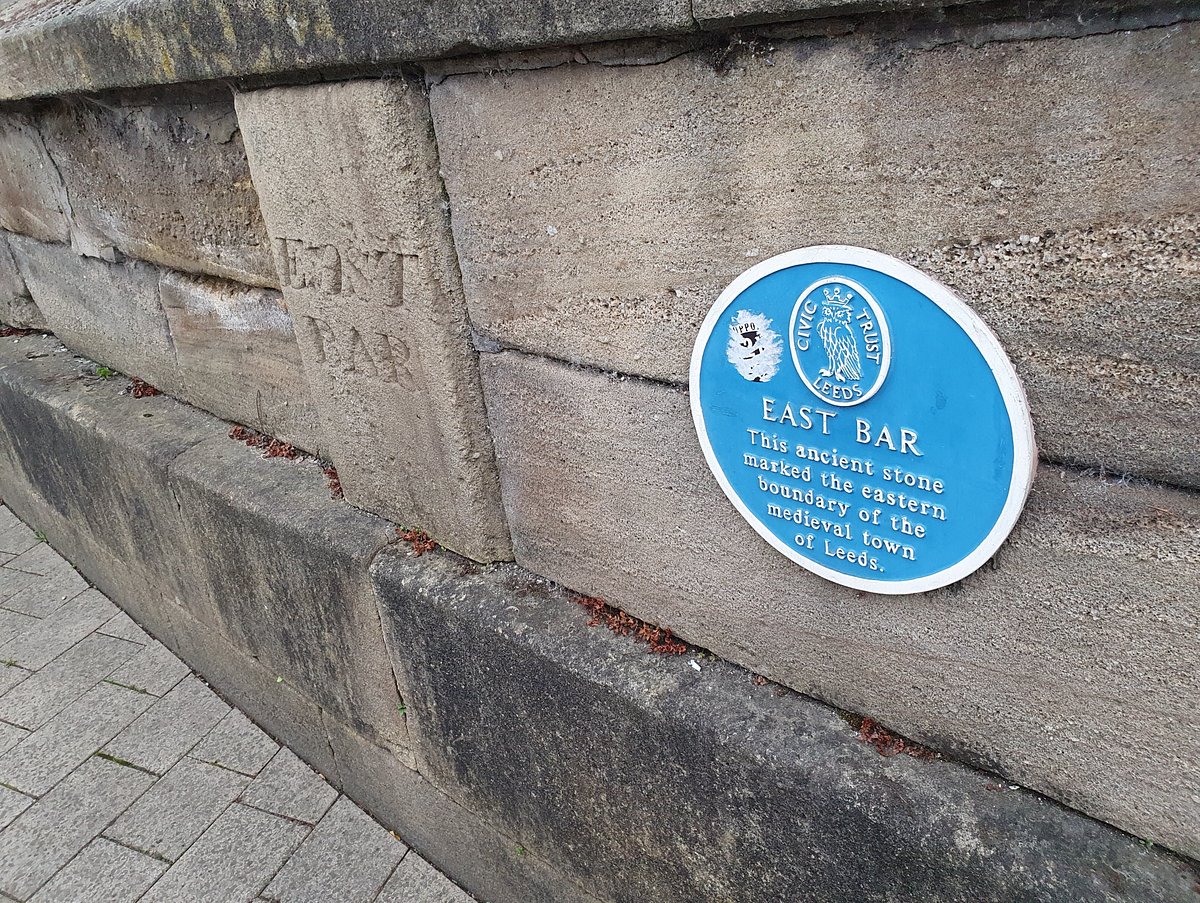 EAST
BAR
CIVIC TRUST
LEEDS
EAST BAR
This ancient stone
marked the eastern
boundary of the
medieval town
of Leeds.